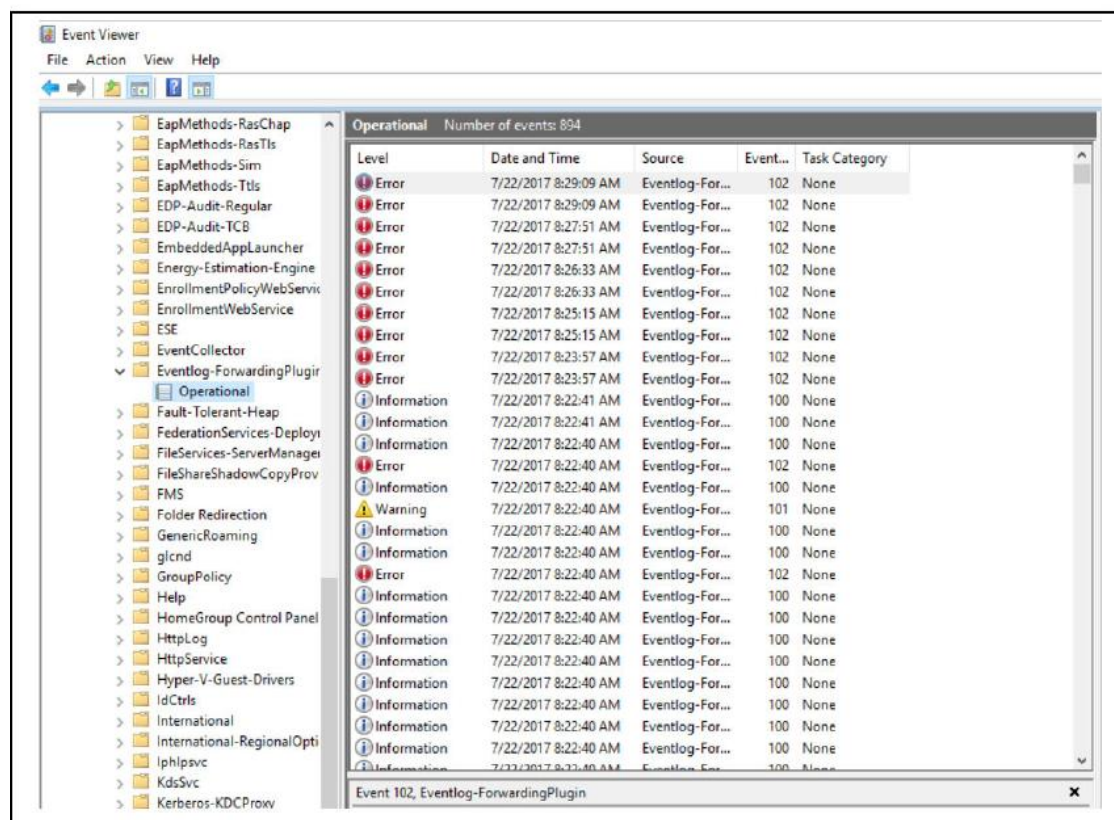 Event Viewer
File Action View Help
EapMethods-RasChap
EapMethods-RasTls
EapMethods-Sim
EapMethods-Ttls
EDP-Audit-Regular
EDP-Audit-TCB
EmbeddedAppLauncher
Energy-Estimation-Engine
EnrollmentPolicyWebServic
EnrollmentWebService
ESE
EventCollector
Eventlog-ForwardingPlugin
Operational
Fault-Tolerant-Heap
FederationServices-Deployn
FileServices-ServerManager
FileShareShadowCopyProv
FMS
Folder Redirection
GenericRoaming
glcnd
GroupPolicy
Help
HomeGroup Control Panel
HttpLog
HttpService
Hyper-V-Guest-Drivers
IdCtrls
International
International-RegionalOpti
Iphlpsvc
KdsSvc
Kerberos-KDCProxy
Operational Number of events: 894
Level Date and Time Source Event... Task Category
Error 7/22/2017 8:29:09 AM Eventlog-For... 102 None
Error 7/22/2017 8:29:09 AM Eventlog-For... 102 None
Error 7/22/2017 8:27:51 AM Eventlog-For... 102 None
Error 7/22/2017 8:27:51 AM Eventlog-For... 102 None
Error 7/22/2017 8:26:33 AM Eventlog-For... 102 None
Error 7/22/2017 8:26:33 AM Eventlog-For... 102 None
Error 7/22/2017 8:25:15 AM Eventlog-For... 102 None
Error 7/22/2017 8:25:15 AM Eventlog-For... 102 None
Error 7/22/2017 8:23:57 AM Eventlog-For... 102 None
Error 7/22/2017 8:23:57 AM Eventlog-For... 102 None
Information 7/22/2017 8:22:41 AM Eventlog-For... 100 None
Information 7/22/2017 8:22:41 AM Eventlog-For... 100 None
Information 7/22/2017 8:22:40 AM Eventlog-For... 100 None
Error 7/22/2017 8:22:40 AM Eventlog-For... 102 None
Information 7/22/2017 8:22:40 AM Eventlog-For... 100 None
Warning 7/22/2017 8:22:40 AM Eventlog-For... 101 None
Information 7/22/2017 8:22:40 AM Eventlog-For... 100 None
Information 7/22/2017 8:22:40 AM Eventlog-For... 100 None
Error 7/22/2017 8:22:40 AM Eventlog-For... 102 None
Information 7/22/2017 8:22:40 AM Eventlog-For... 100 None
Information 7/22/2017 8:22:40 AM Eventlog-For... 100 None
Information 7/22/2017 8:22:40 AM Eventlog-For... 100 None
Information 7/22/2017 8:22:40 AM Eventlog-For... 100 None
Information 7/22/2017 8:22:40 AM Eventlog-For... 100 None
Information 7/22/2017 8:22:40 AM Eventlog-For... 100 None
Information 7/22/2017 8:22:40 AM Eventlog-For... 100 None
Information 7/22/2017 8:22:40 AM Eventlog-For... 100 None
Information 7/22/2017 8:22:40 AM Eventlog-For... 100 None
Event 102, Eventlog-ForwardingPlugin